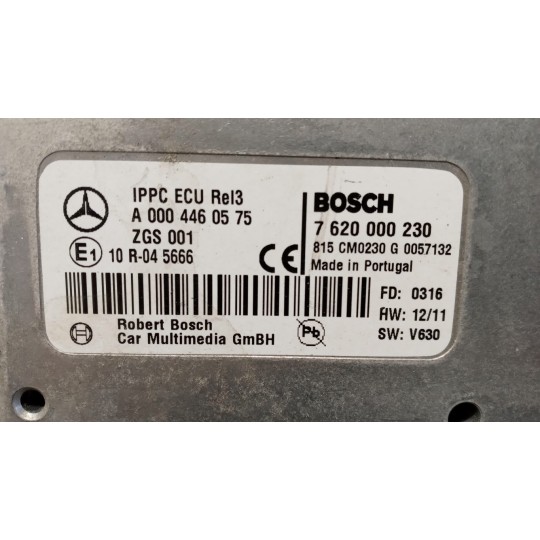 IPPC ECU Rel3
A 000 446 05 75
ZGS 001
E1 10 R-04 5666
CE
BOSCH
7 620 000 230
815 CM0230 G 0057132
Made in Portugal
FD: 0316
HW: 12/11
SW: V630
Robert Bosch
Car Multimedia GmBH
Pb